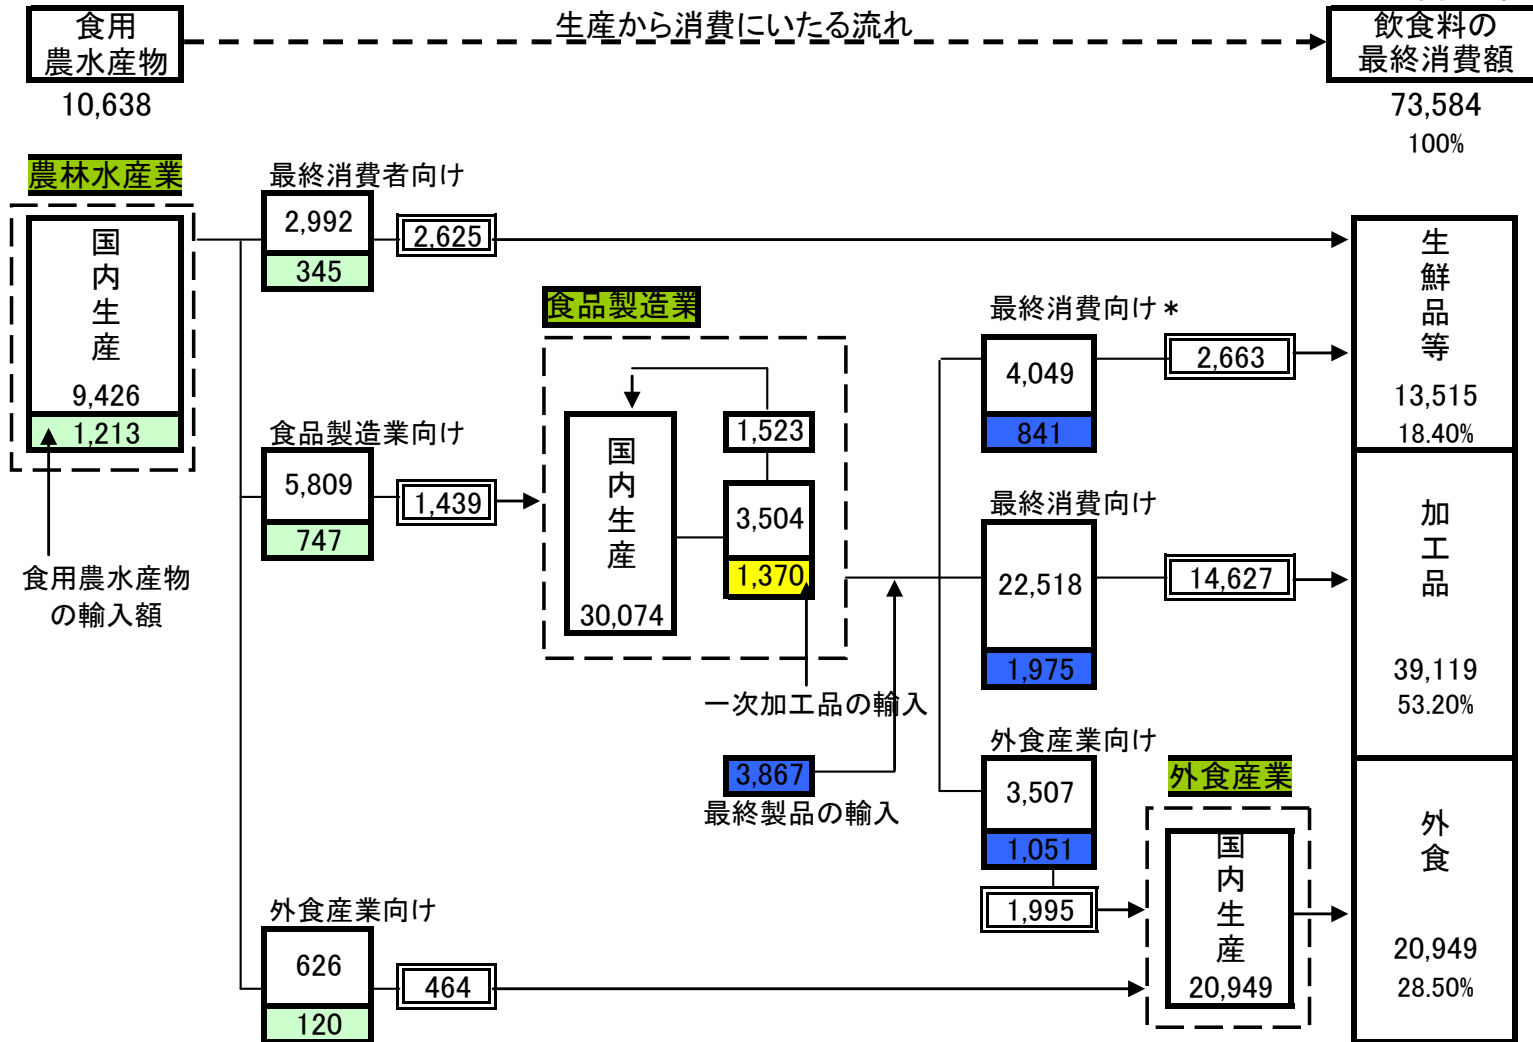 食用
農水産物
10,638
生産から消費にいたる流れ
飲食料の
最終消費額
73,584
100%
農林水産業
国内生産
9,426
1,213
食用農水産物
の輸入額
最終消費者向け
2,992
345
2,625
食品製造業向け
5,809
747
1,439
外食産業向け
626
120
464
食品製造業
国内生産
30,074
1,523
3,504
1,370
一次加工品の輸入
3,867
最終製品の輸入
最終消費向け*
4,049
841
2,663
最終消費向け
22,518
1,975
14,627
外食産業向け
3,507
1,051
1,995
外食産業
国内生産
20,949
生鮮品等
13,515
18.40%
加工品
39,119
53.20%
外食
20,949
28.50%